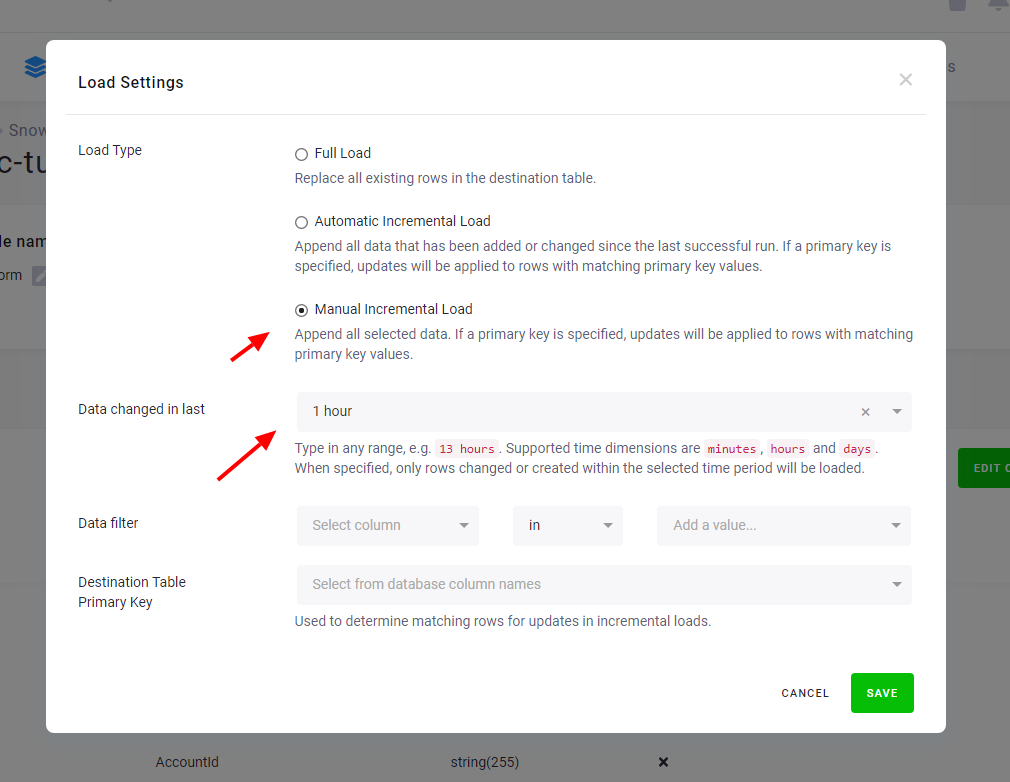 Load Settings
s
Snow
c-tu
Load Type
Full Load
Replace all existing rows in the destination table.
Automatic Incremental Load
Append all data that has been added or changed since the last successful run. If a primary key is
specified, updates will be applied to rows with matching primary key values.
le nam
orm
Manual Incremental Load
Append all selected data. If a primary key is specified, updates will be applied to rows with matching
primary key values.
Data changed in last
1 hour
Type in any range, e.g. 13 hours. Supported time dimensions are minutes, hours and days.
When specified, only rows changed or created within the selected time period will be loaded.
EDIT C
Data filter
Select column
in
Add a value...
Destination Table
Primary Key
Select from database column names
Used to determine matching rows for updates in incremental loads.
CANCEL
SAVE
AccountId string(255)